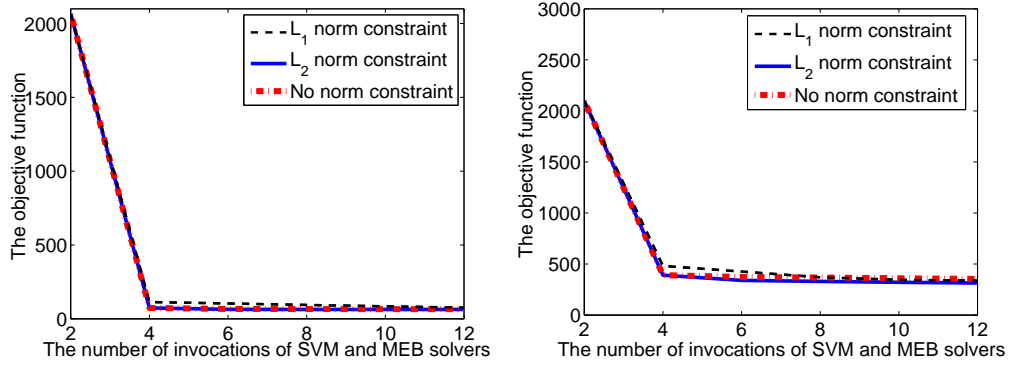 The objective function
2000
1500
1000
500
0
2 4 6 8 10 12
The number of invocations of SVM and MEB solvers
L1 norm constraint
L2 norm constraint
No norm constraint
The objective function
3000
2500
2000
1500
1000
500
0
2 4 6 8 10 12
The number of invocations of SVM and MEB solvers
L1 norm constraint
L2 norm constraint
No norm constraint